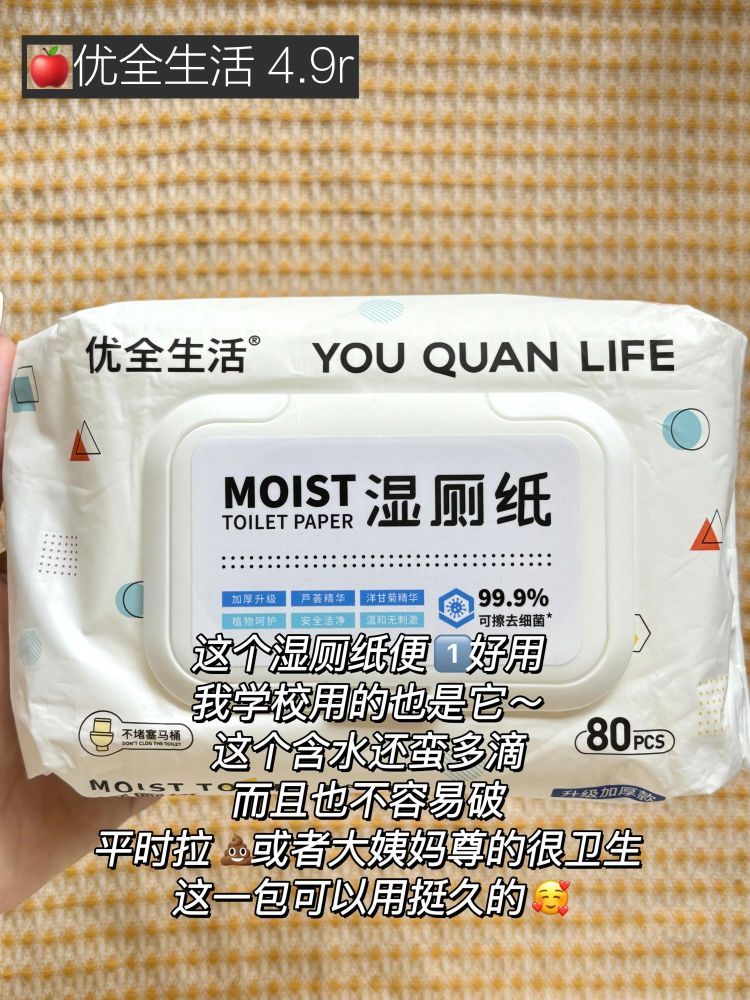 🍎优全生活 4.9r
优全生活® YOU QUAN LIFE
MOIST
TOILET PAPER
湿厕纸
加厚升级 芦荟精华 洋甘菊精华
植物呵护 安全洁净 温和无刺激
99.9%
可擦去细菌*
这个湿厕纸便1️⃣好用
我学校用的也是它～
不堵塞马桶
DON'T CLOG THE TOILET
80PCS
这个含水还蛮多滴
MOIST TO
升级加厚款
而且也不容易破
平时拉💩或者大姨妈尊的很卫生
这一包可以用挺久的🥰